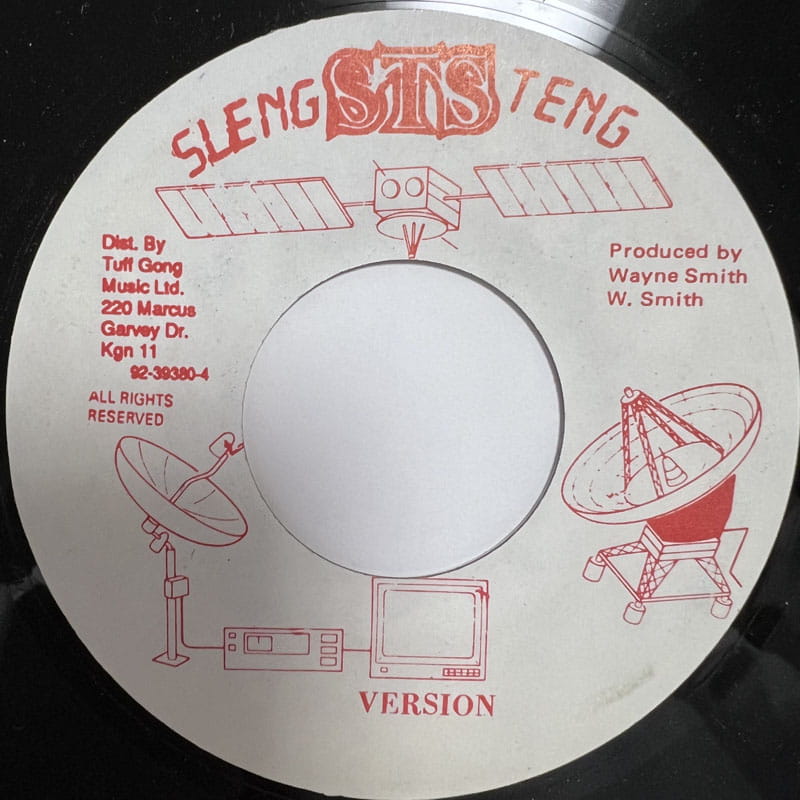 SLENG STS TENG
Dist. By
Tuff Gong
Music Ltd.
220 Marcus
Garvey Dr.
Kgn 11
92-39380-4
ALL RIGHTS
RESERVED
Produced by
Wayne Smith
W. Smith
VERSION